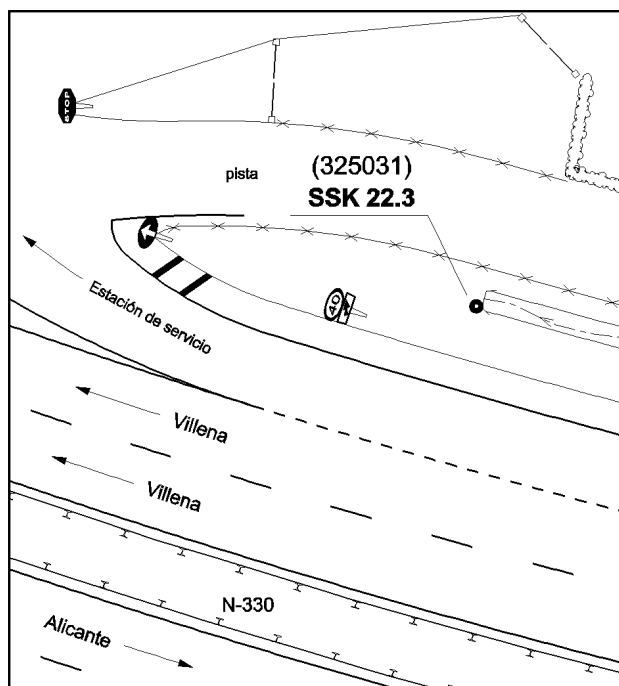 STOP
pista
(325031)
SSK 22.3
Estación de servicio
40
Villena
Villena
N-330
Alicante